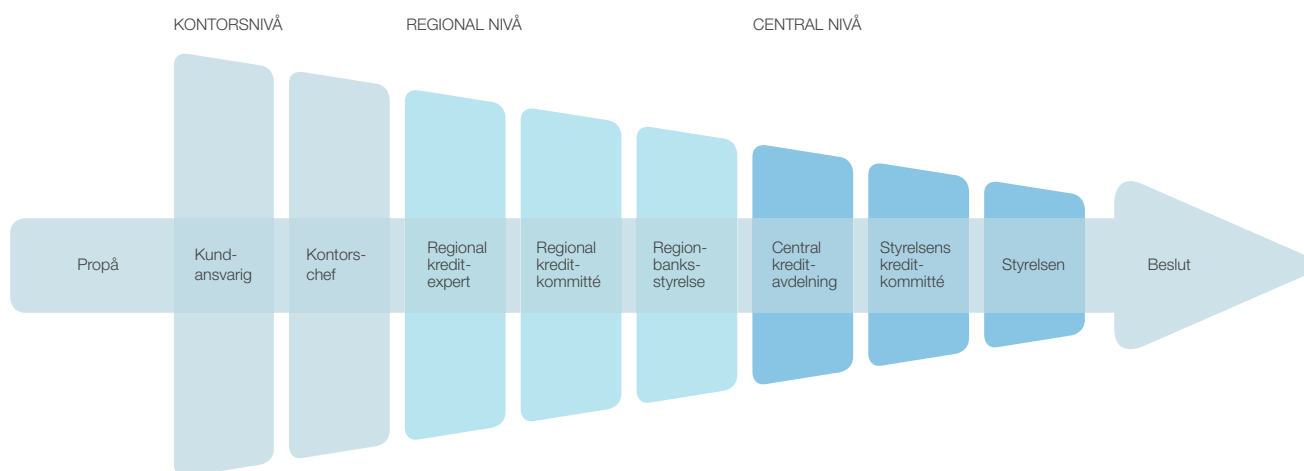 KONTORSNIVÅ
REGIONAL NIVÅ
CENTRAL NIVÅ
Propå
Kund-
ansvarig
Kontors-
chef
Regional
kredit-
expert
Regional
kredit-
kommitté
Region-
banks-
styrelse
Central
kredit-
avdelning
Styrelsens
kredit-
kommitté
Styrelsen
Beslut